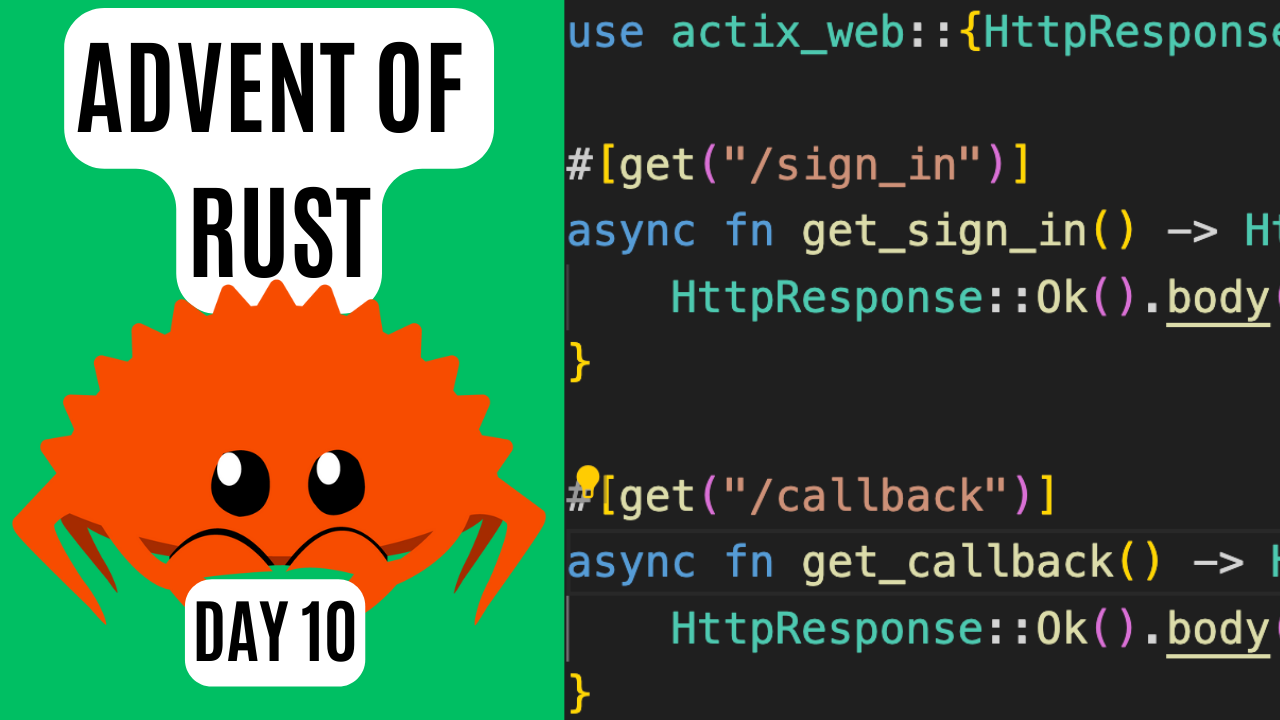 ADVENT OF
RUST
DAY 10
use actix_web::{HttpResponse
#[get("/sign_in")]
async fn get_sign_in() -> Ht
HttpResponse::Ok().body(
}
#[get("/callback")]
async fn get_callback() -> H
HttpResponse::Ok().body(
}